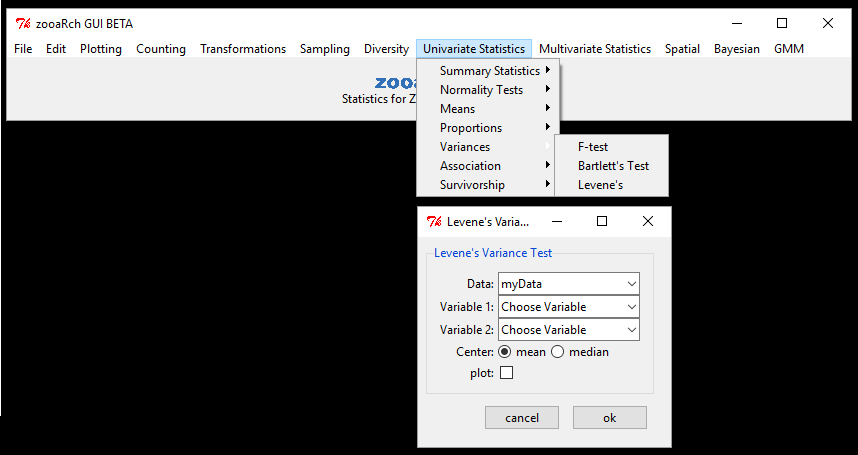 zooaRch GUI BETA
File Edit Plotting Counting Transformations Sampling Diversity Univariate Statistics Multivariate Statistics Spatial Bayesian GMM
zooa
Statistics for Z
Summary Statistics
Normality Tests
Means
Proportions
Variances
Association
Survivorship
F-test
Bartlett's Test
Levene's
Levene's Varia...
Levene's Variance Test
Data: myData
Variable 1: Choose Variable
Variable 2: Choose Variable
Center: mean median
plot:
cancel ok